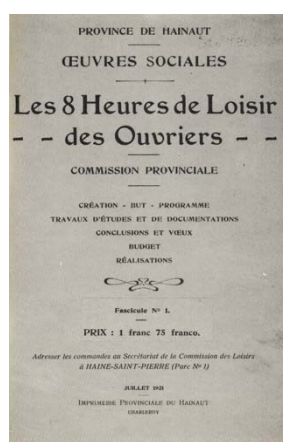 PROVINCE DE HAINAUT
ŒUVRES SOCIALES
Les 8 Heures de Loisir
- - des Ouvriers - -
COMMISSION PROVINCIALE
CRÉATION - BUT - PROGRAMME
TRAVAUX D'ÉTUDES ET DE DOCUMENTATIONS
CONCLUSIONS ET VŒUX
BUDGET
RÉALISATIONS
Fascicule N° 1.
PRIX : 1 franc 75 franco.
Adresser les commandes au Secrétariat de la Commission des Loisirs
à HAINE-SAINT-PIERRE (Parc N° 1)
JUILLET 1921
IMPRIMERIE PROVINCIALE DU HAINAUT
CHARLEROY